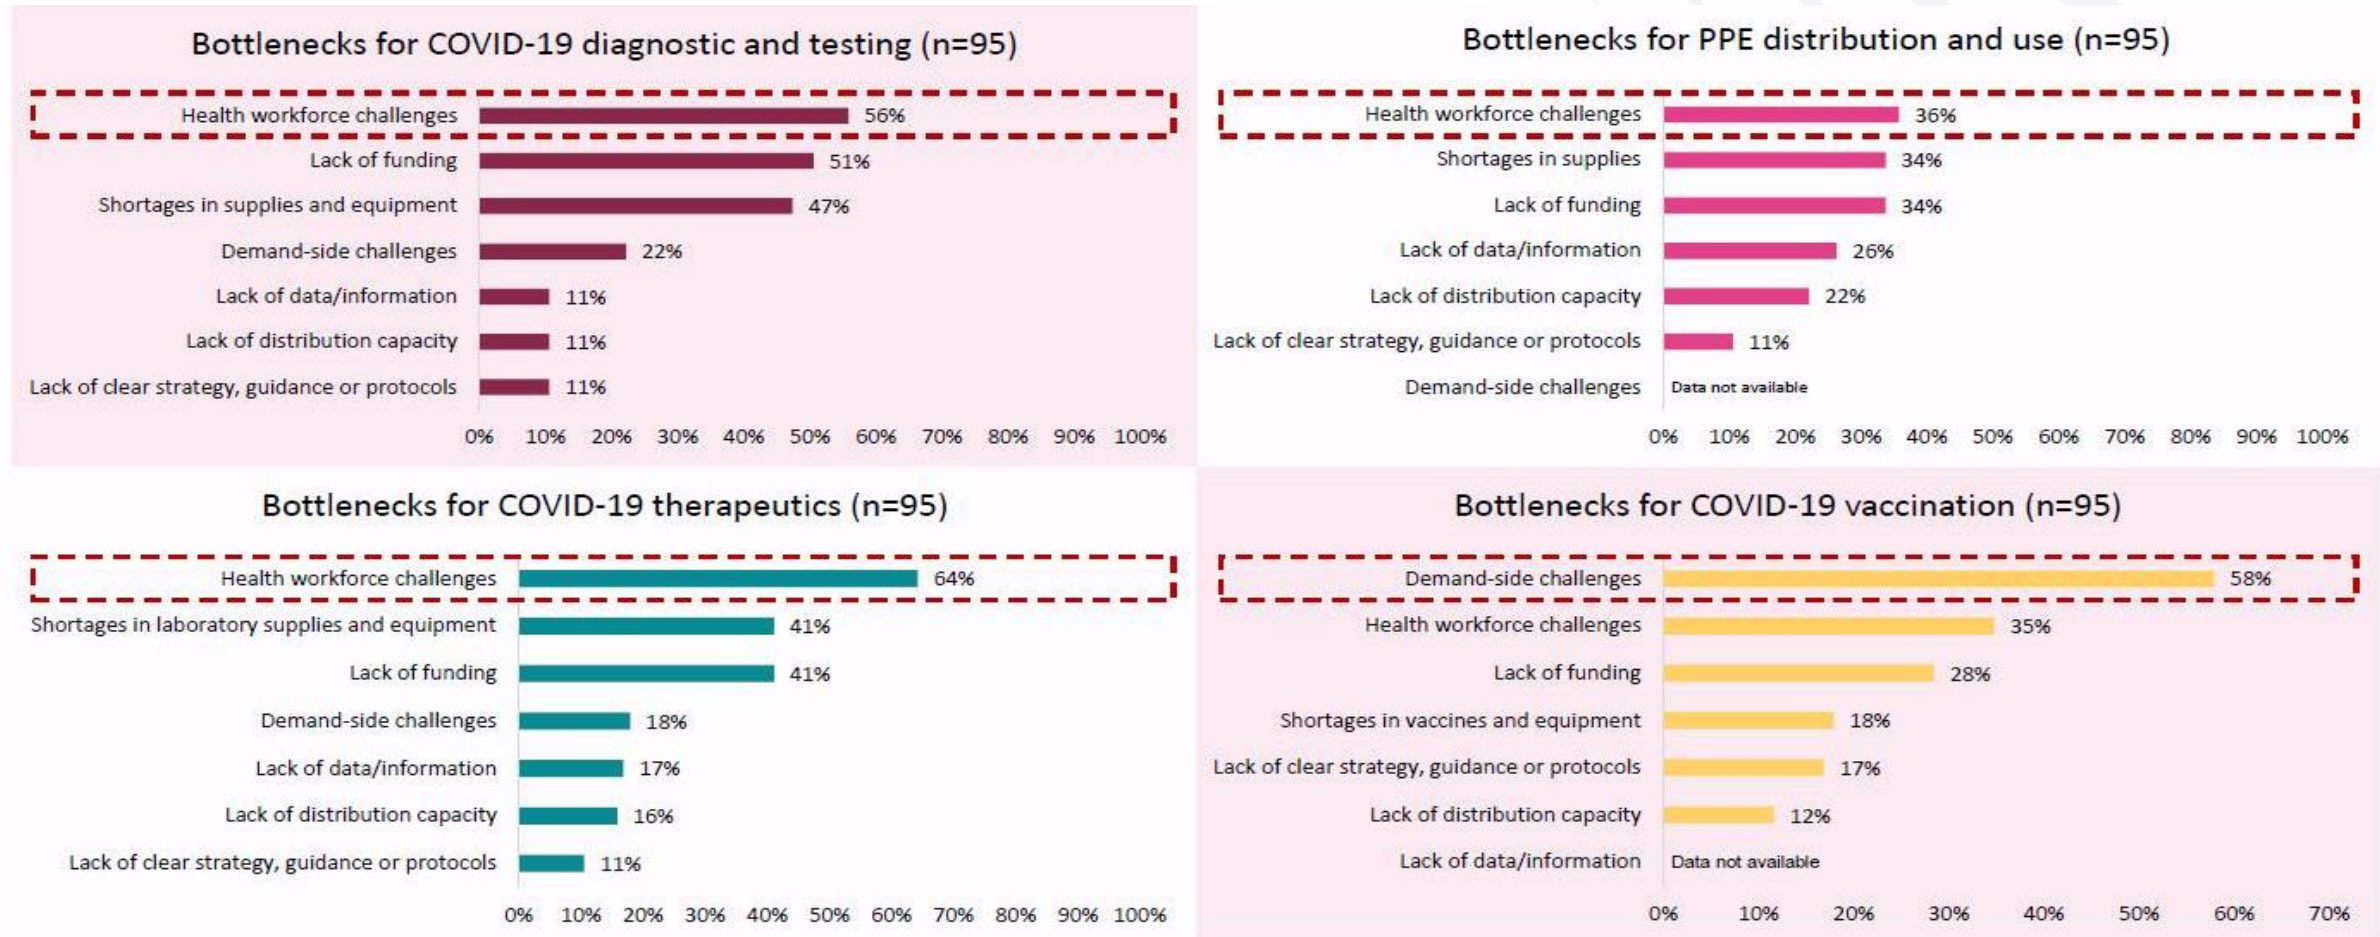 Bottlenecks for COVID-19 diagnostic and testing (n=95)
Health workforce challenges 56%
Lack of funding 51%
Shortages in supplies and equipment 47%
Demand-side challenges 22%
Lack of data/information 11%
Lack of distribution capacity 11%
Lack of clear strategy, guidance or protocols 11%
0% 10% 20% 30% 40% 50% 60% 70% 80% 90% 100%
Bottlenecks for PPE distribution and use (n=95)
Health workforce challenges 36%
Shortages in supplies 34%
Lack of funding 34%
Lack of data/information 26%
Lack of distribution capacity 22%
Lack of clear strategy, guidance or protocols 11%
Demand-side challenges Data not available
0% 10% 20% 30% 40% 50% 60% 70% 80% 90% 100%
Bottlenecks for COVID-19 therapeutics (n=95)
Health workforce challenges 64%
Shortages in laboratory supplies and equipment 41%
Lack of funding 41%
Demand-side challenges 18%
Lack of data/information 17%
Lack of distribution capacity 16%
Lack of clear strategy, guidance or protocols 11%
0% 10% 20% 30% 40% 50% 60% 70% 80% 90% 100%
Bottlenecks for COVID-19 vaccination (n=95)
Demand-side challenges 58%
Health workforce challenges 35%
Lack of funding 28%
Shortages in vaccines and equipment 18%
Lack of clear strategy, guidance or protocols 17%
Lack of distribution capacity 12%
Lack of data/information Data not available
0% 10% 20% 30% 40% 50% 60% 70%